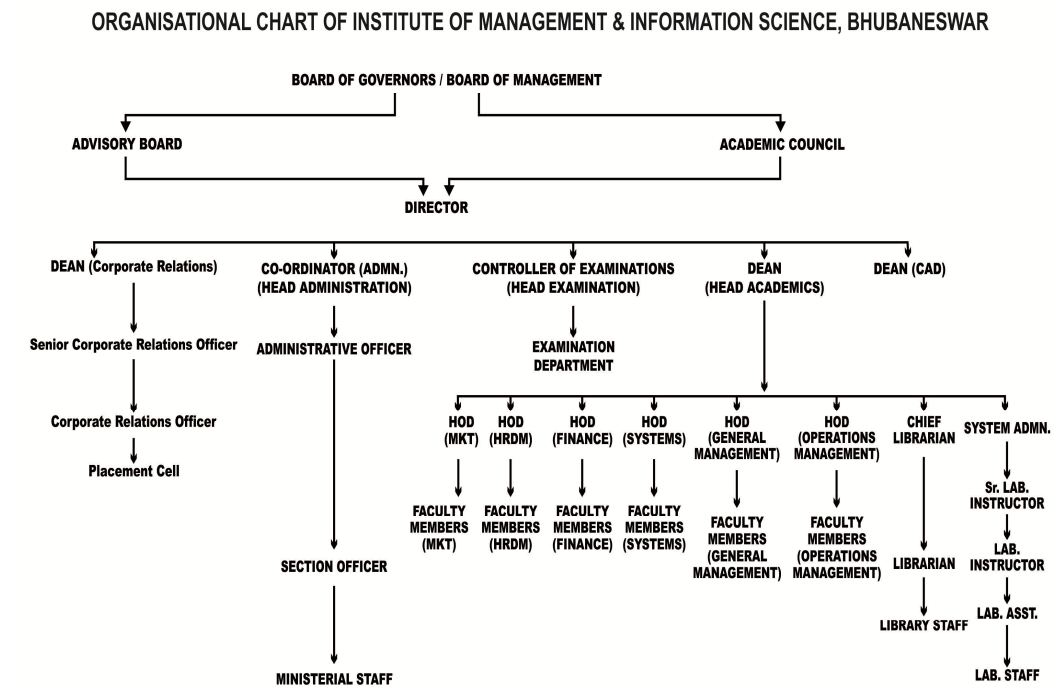 ORGANISATIONAL CHART OF INSTITUTE OF MANAGEMENT & INFORMATION SCIENCE, BHUBANESWAR
BOARD OF GOVERNORS / BOARD OF MANAGEMENT
ADVISORY BOARD
ACADEMIC COUNCIL
DIRECTOR
DEAN (Corporate Relations)
Senior Corporate Relations Officer
Corporate Relations Officer
Placement Cell
CO-ORDINATOR (ADMN.)
(HEAD ADMINISTRATION)
ADMINISTRATIVE OFFICER
SECTION OFFICER
MINISTERIAL STAFF
CONTROLLER OF EXAMINATIONS
(HEAD EXAMINATION)
EXAMINATION
DEPARTMENT
DEAN
(HEAD ACADEMICS)
DEAN (CAD)
HOD
(MKT)
FACULTY
MEMBERS
(MKT)
HOD
(HRDM)
FACULTY
MEMBERS
(HRDM)
HOD
(FINANCE)
FACULTY
MEMBERS
(FINANCE)
HOD
(SYSTEMS)
FACULTY
MEMBERS
(SYSTEMS)
HOD
(GENERAL
MANAGEMENT)
FACULTY
MEMBERS
(GENERAL
MANAGEMENT)
HOD
(OPERATIONS
MANAGEMENT)
FACULTY
MEMBERS
(OPERATIONS
MANAGEMENT)
CHIEF
LIBRARIAN
LIBRARIAN
LIBRARY STAFF
SYSTEM ADMN.
Sr. LAB.
INSTRUCTOR
LAB.
INSTRUCTOR
LAB. ASST.
LAB. STAFF